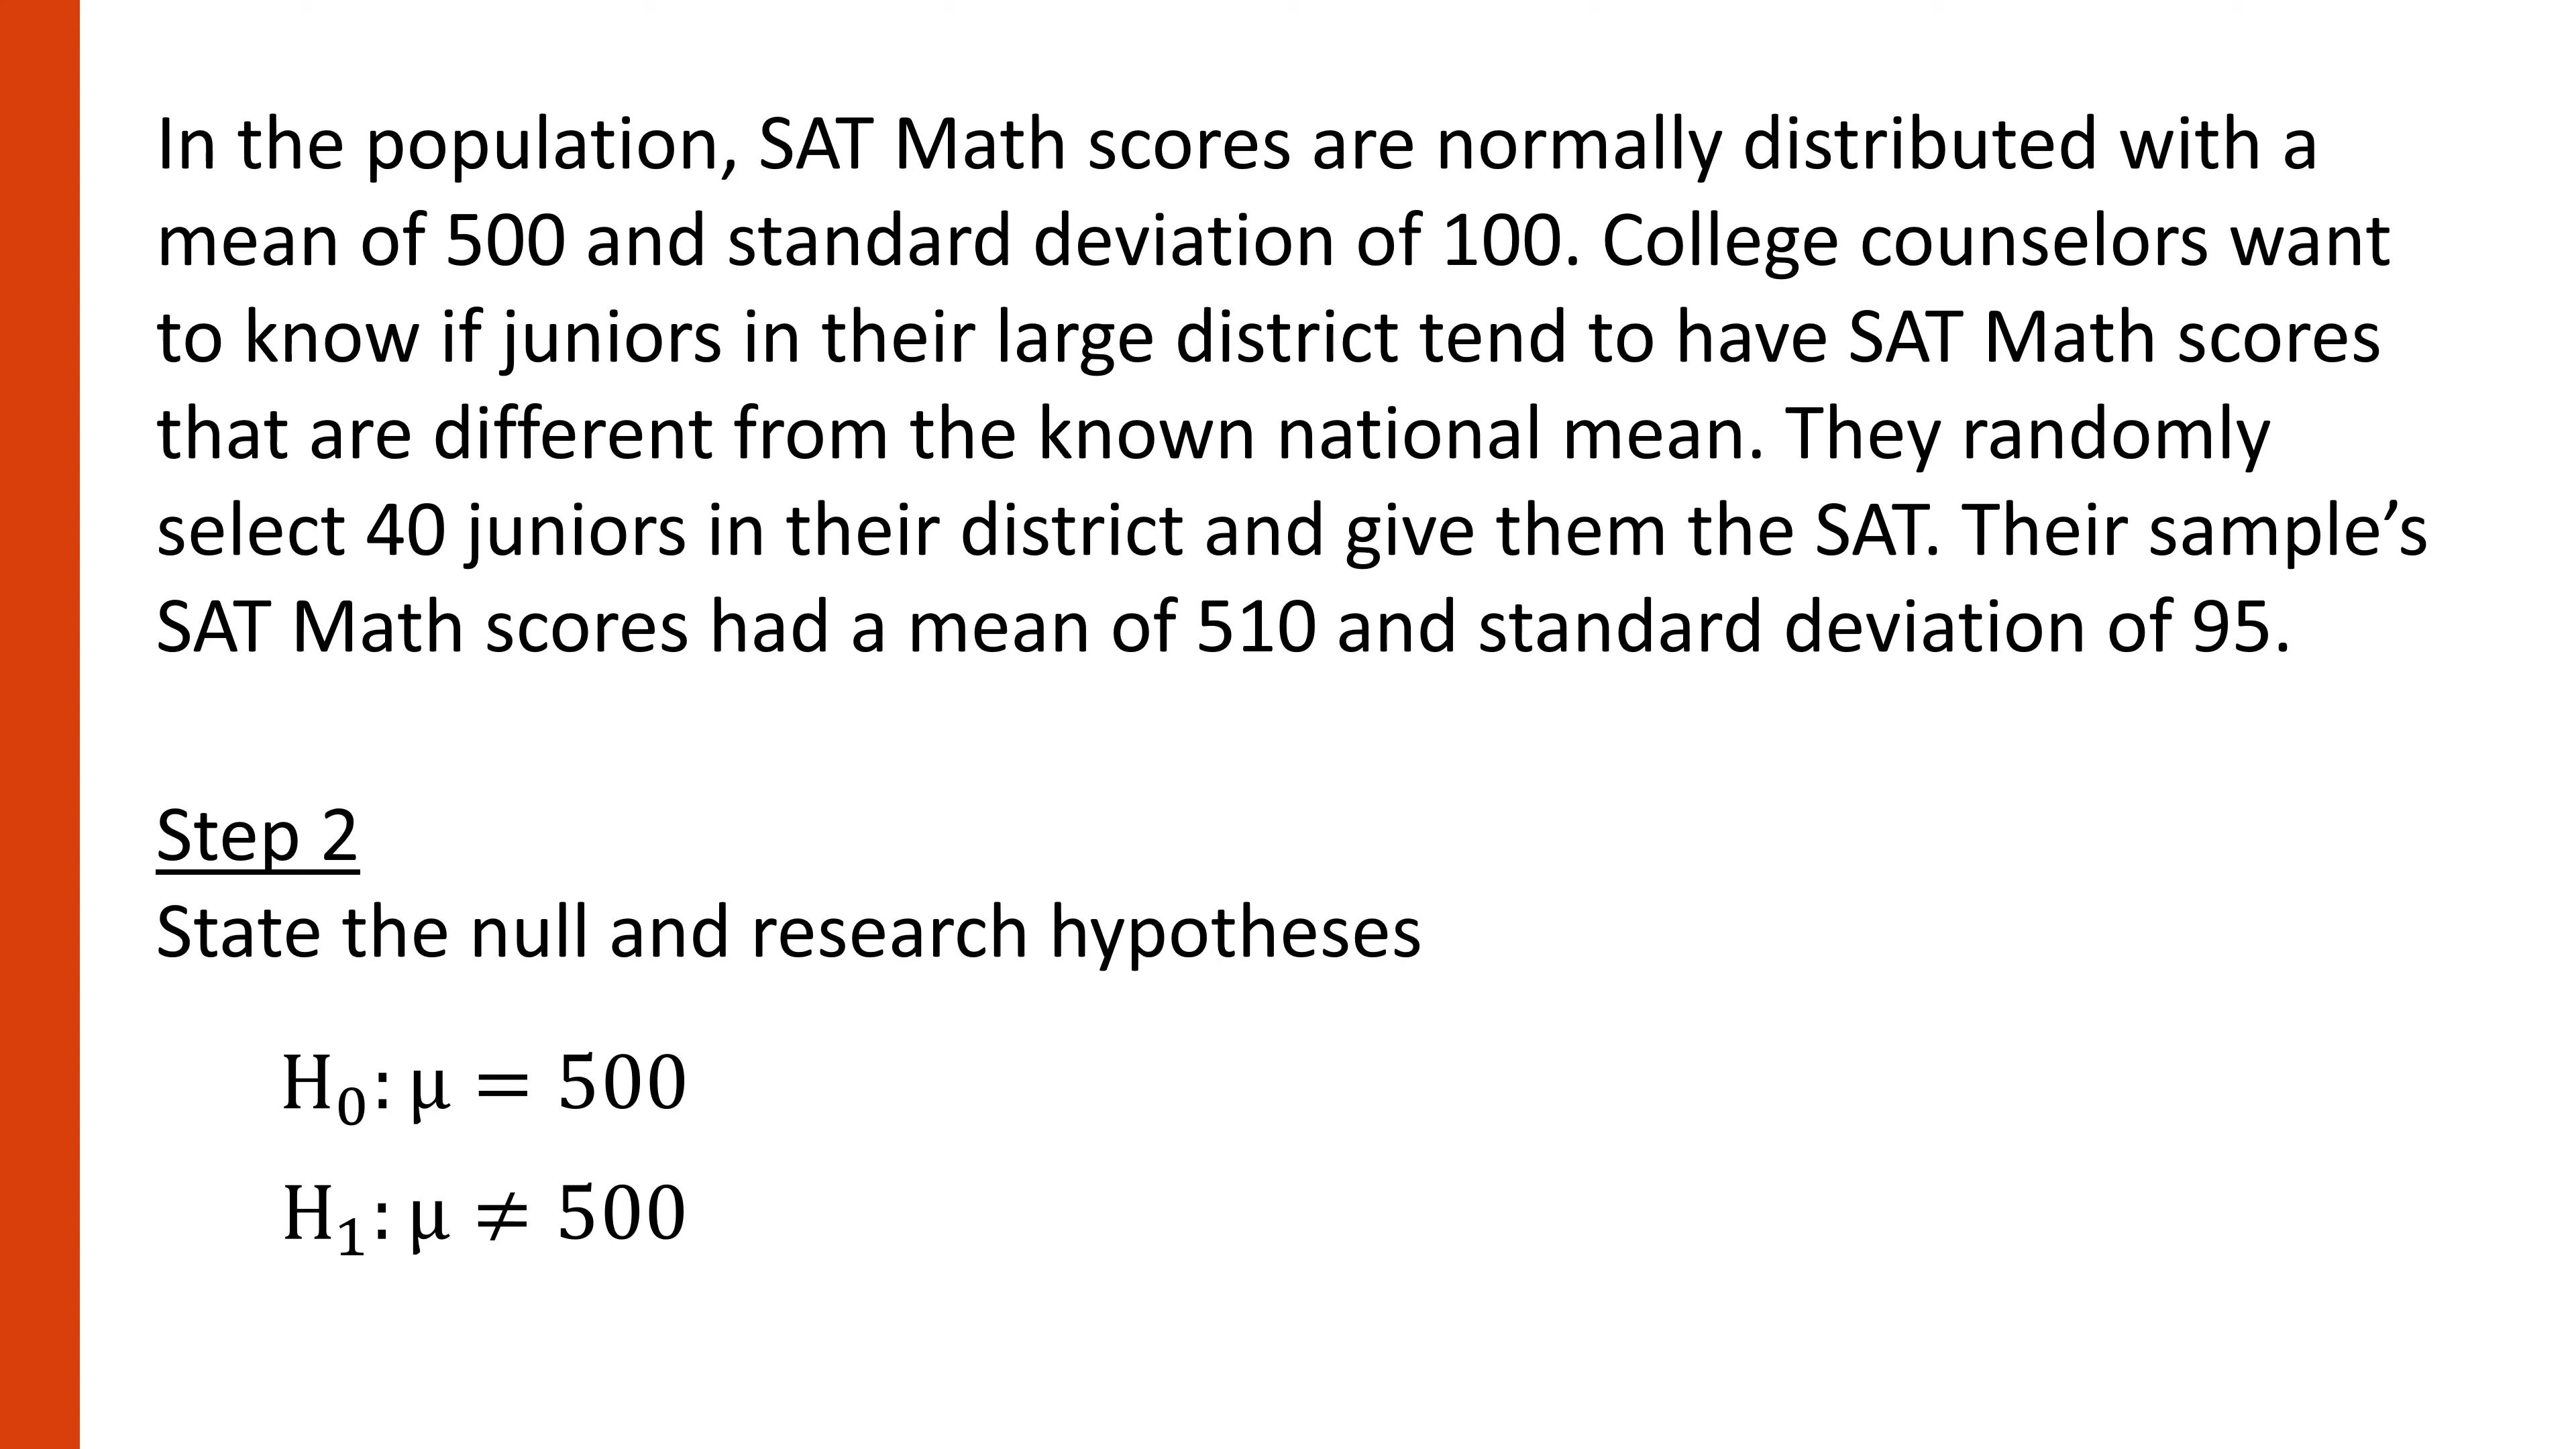 In the population, SAT Math scores are normally distributed with a
mean of 500 and standard deviation of 100. College counselors want
to know if juniors in their large district tend to have SAT Math scores
that are different from the known national mean. They randomly
select 40 juniors in their district and give them the SAT. Their sample’s
SAT Math scores had a mean of 510 and standard deviation of 95.
Step 2
State the null and research hypotheses
H₀: μ = 500
H₁: μ ≠ 500